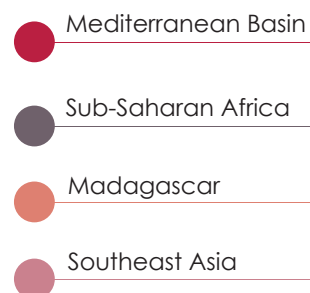 Mediterranean Basin
Sub-Saharan Africa
Madagascar
Southeast Asia